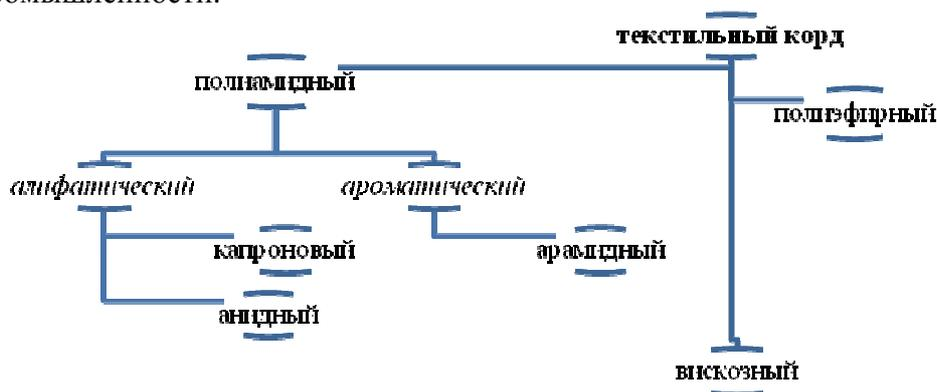 текстильный корд
полиамидный
полиэфирный
алифатический
ароматический
капроновый
арамидный
анидный
вискозный